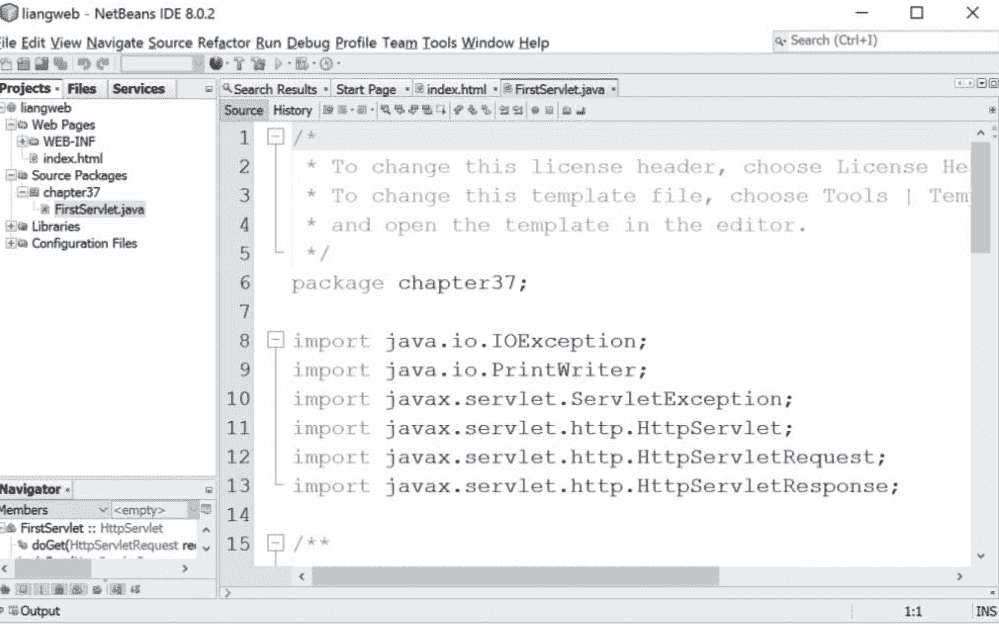 liangweb - NetBeans IDE 8.0.2
ile Edit View Navigate Source Refactor Run Debug Profile Team Tools Window Help
Search (Ctrl+I)
Projects Files Services
liangweb
Web Pages
WEB-INF
index.html
Source Packages
chapter37
FirstServlet.java
Libraries
Configuration Files
Navigator
Members <empty>
FirstServlet :: HttpServlet
doGet(HttpServletRequest re
Search Results Start Page index.html FirstServlet.java
Source History
1 /*
2 * To change this license header, choose License He
3 * To change this template file, choose Tools | Tem
4 * and open the template in the editor.
5 */
6 package chapter37;
7
8 import java.io.IOException;
9 import java.io.PrintWriter;
10 import javax.servlet.ServletException;
11 import javax.servlet.http.HttpServlet;
12 import javax.servlet.http.HttpServletRequest;
13 import javax.servlet.http.HttpServletResponse;
14
15 /**
Output
1:1 INS